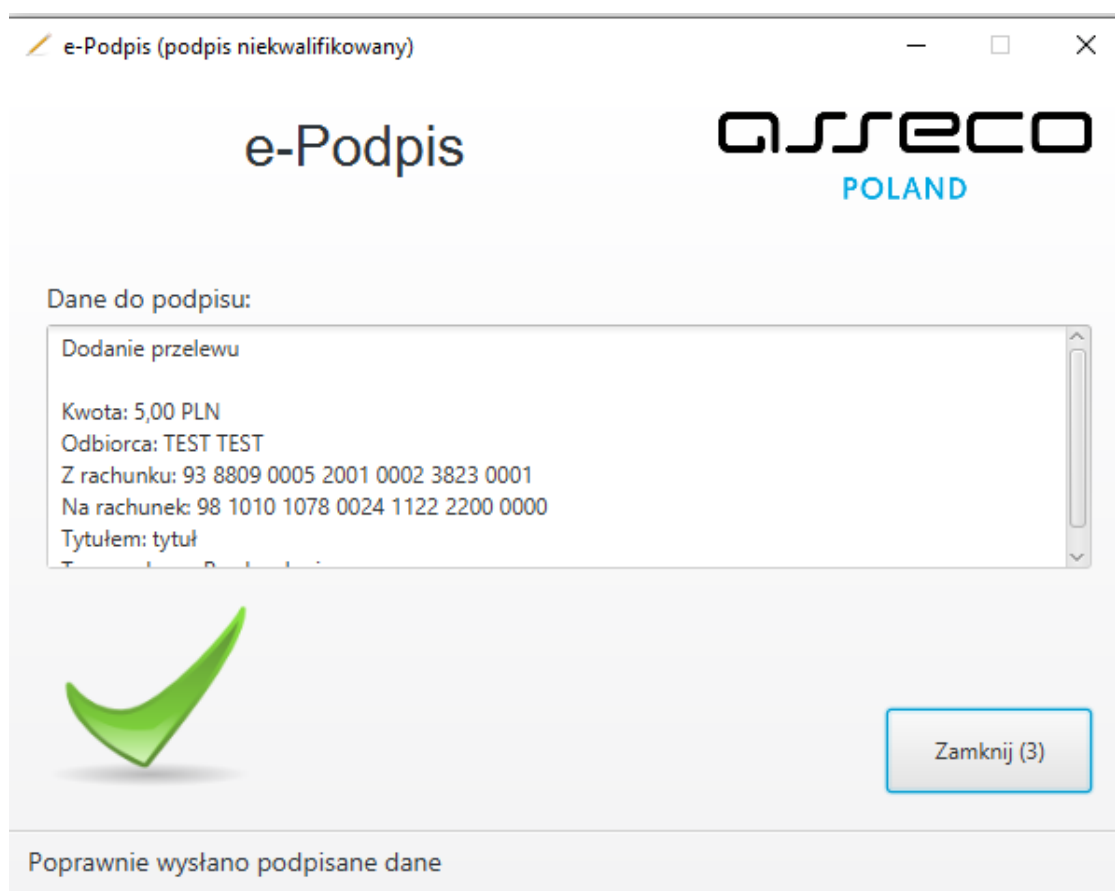 e-Podpis (podpis niekwalifikowany)
e-Podpis
asseco
POLAND
Dane do podpisu:
Dodanie przelewu
Kwota: 5,00 PLN
Odbiorca: TEST TEST
Z rachunku: 93 8809 0005 2001 0002 3823 0001
Na rachunek: 98 1010 1078 0024 1122 2200 0000
Tytułem: tytuł
Zamknij (3)
Poprawnie wysłano podpisane dane